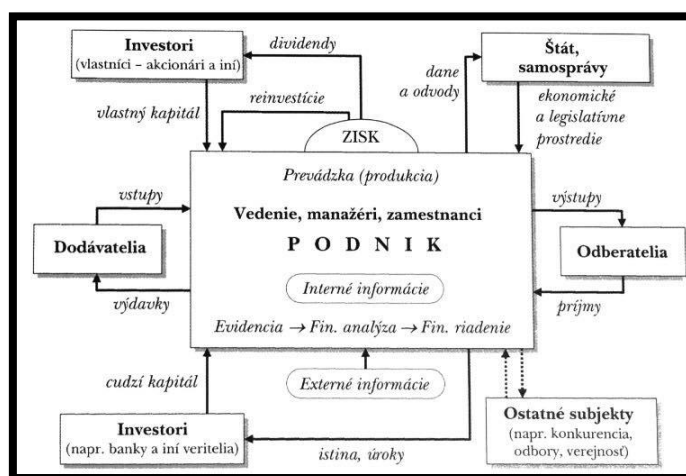 Investori
(vlastníci – akcionári a iní)
dividendy
Štát,
samosprávy
dane
a odvody
reinvestície
vlastný kapitál
ZISK
ekonomické
a legislatívne
prostredie
Prevádzka (produkcia)
vstupy
Vedenie, manažéri, zamestnanci
výstupy
Dodávatelia
P O D N I K
Odberatelia
Interné informácie
výdavky
príjmy
Evidencia → Fin. analýza → Fin. riadenie
cudzí kapitál
Externé informácie
Investori
(napr. banky a iní veritelia)
istina, úroky
Ostatné subjekty
(napr. konkurencia,
odbory, verejnosť)